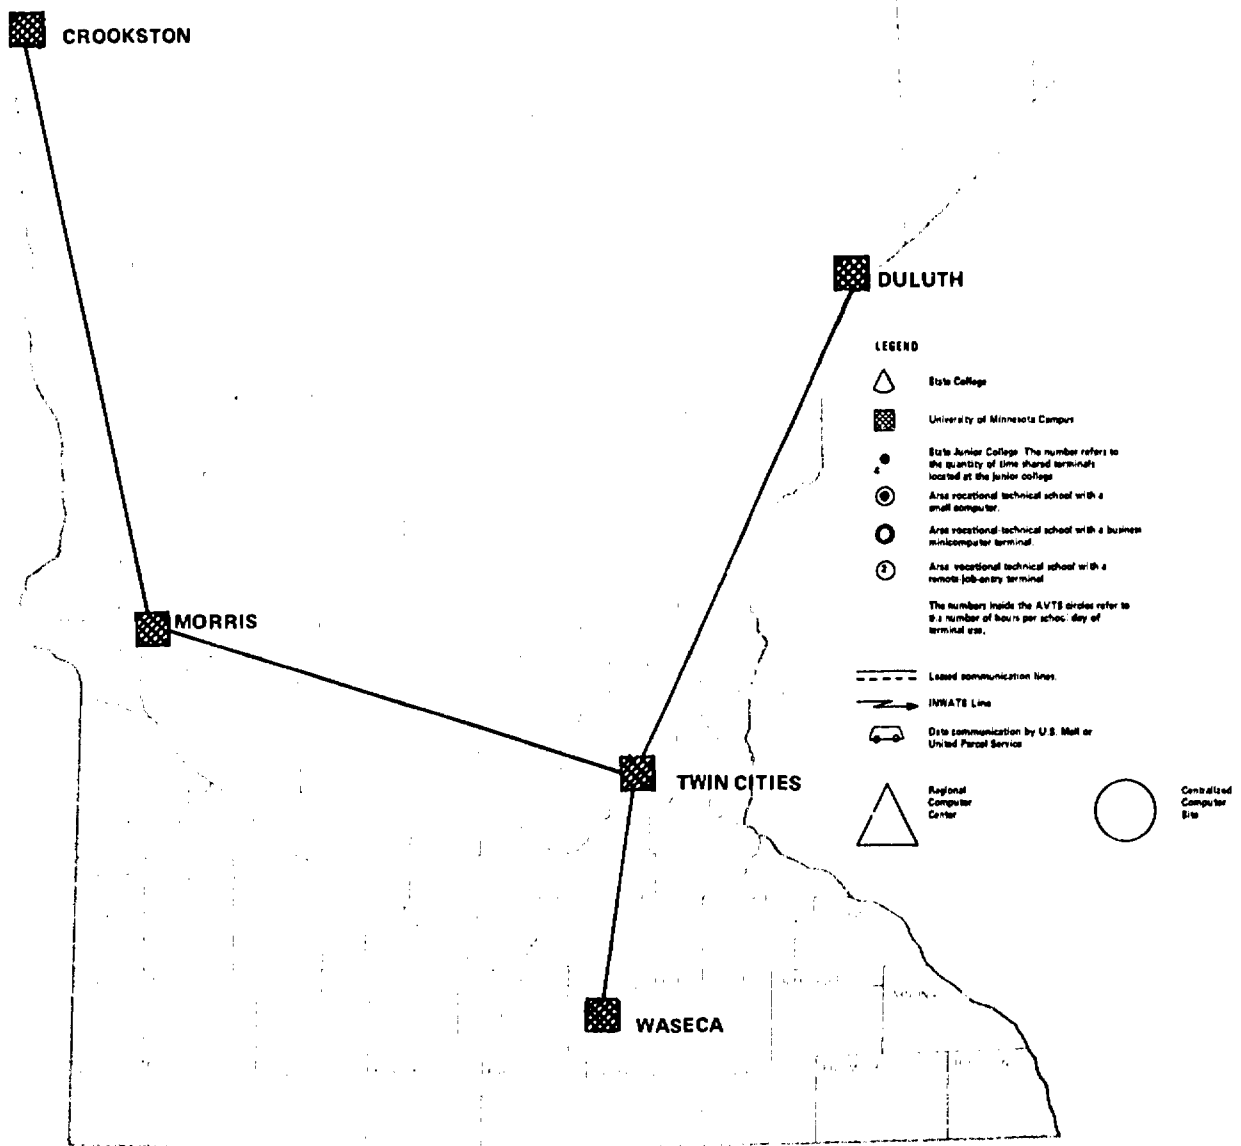 CROOKSTON
DULUTH
LEGEND
State College
University of Minnesota Campus
State Junior College. The number refers to
the quantity of time shared terminals
located at the junior college
4
Area vocational technical school with a
small computer.
Area vocational-technical school with a business
minicomputer terminal.
2
Area vocational technical school with a
remote-job-entry terminal
The numbers inside the AVTS circles refer to
the number of hours per school day of
terminal use.
MORRIS
Leased communication lines.
INWATS Line
Data communication by U.S. Mail or
United Parcel Service
TWIN CITIES
Regional
Computer
Center
Centralized
Computer
Site
WASECA